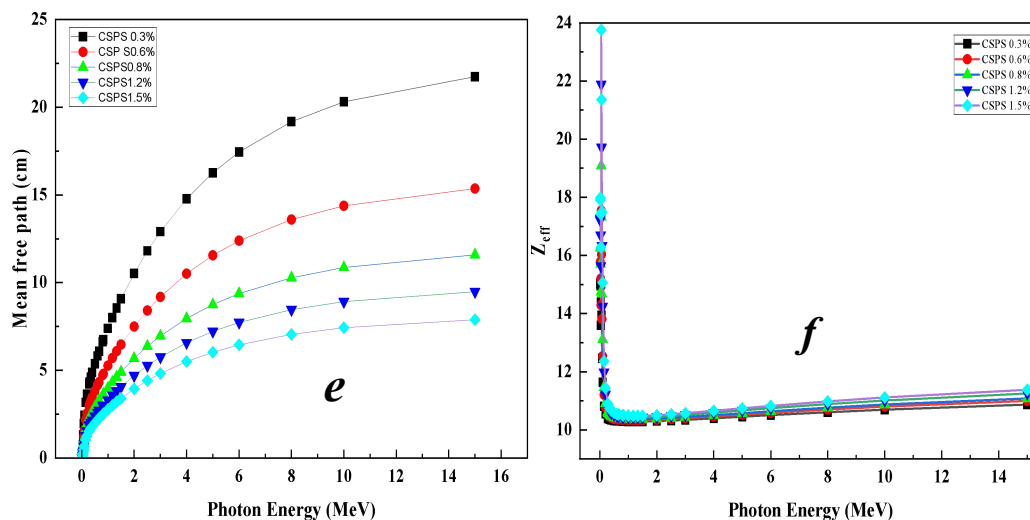 25
20
15
10
5
0
Mean free path (cm)
CSPS 0.3%
CSP S0.6%
CSPS0.8%
CSPS1.2%
CSPS1.5%
e
0 2 4 6 8 10 12 14 16
Photon Energy (MeV)
24
22
20
18
16
14
12
10
Z_eff
CSPS 0.3%
CSPS 0.6%
CSPS 0.8%
CSPS 1.2%
CSPS 1.5%
f
0 2 4 6 8 10 12 14
Photon Energy (MeV)